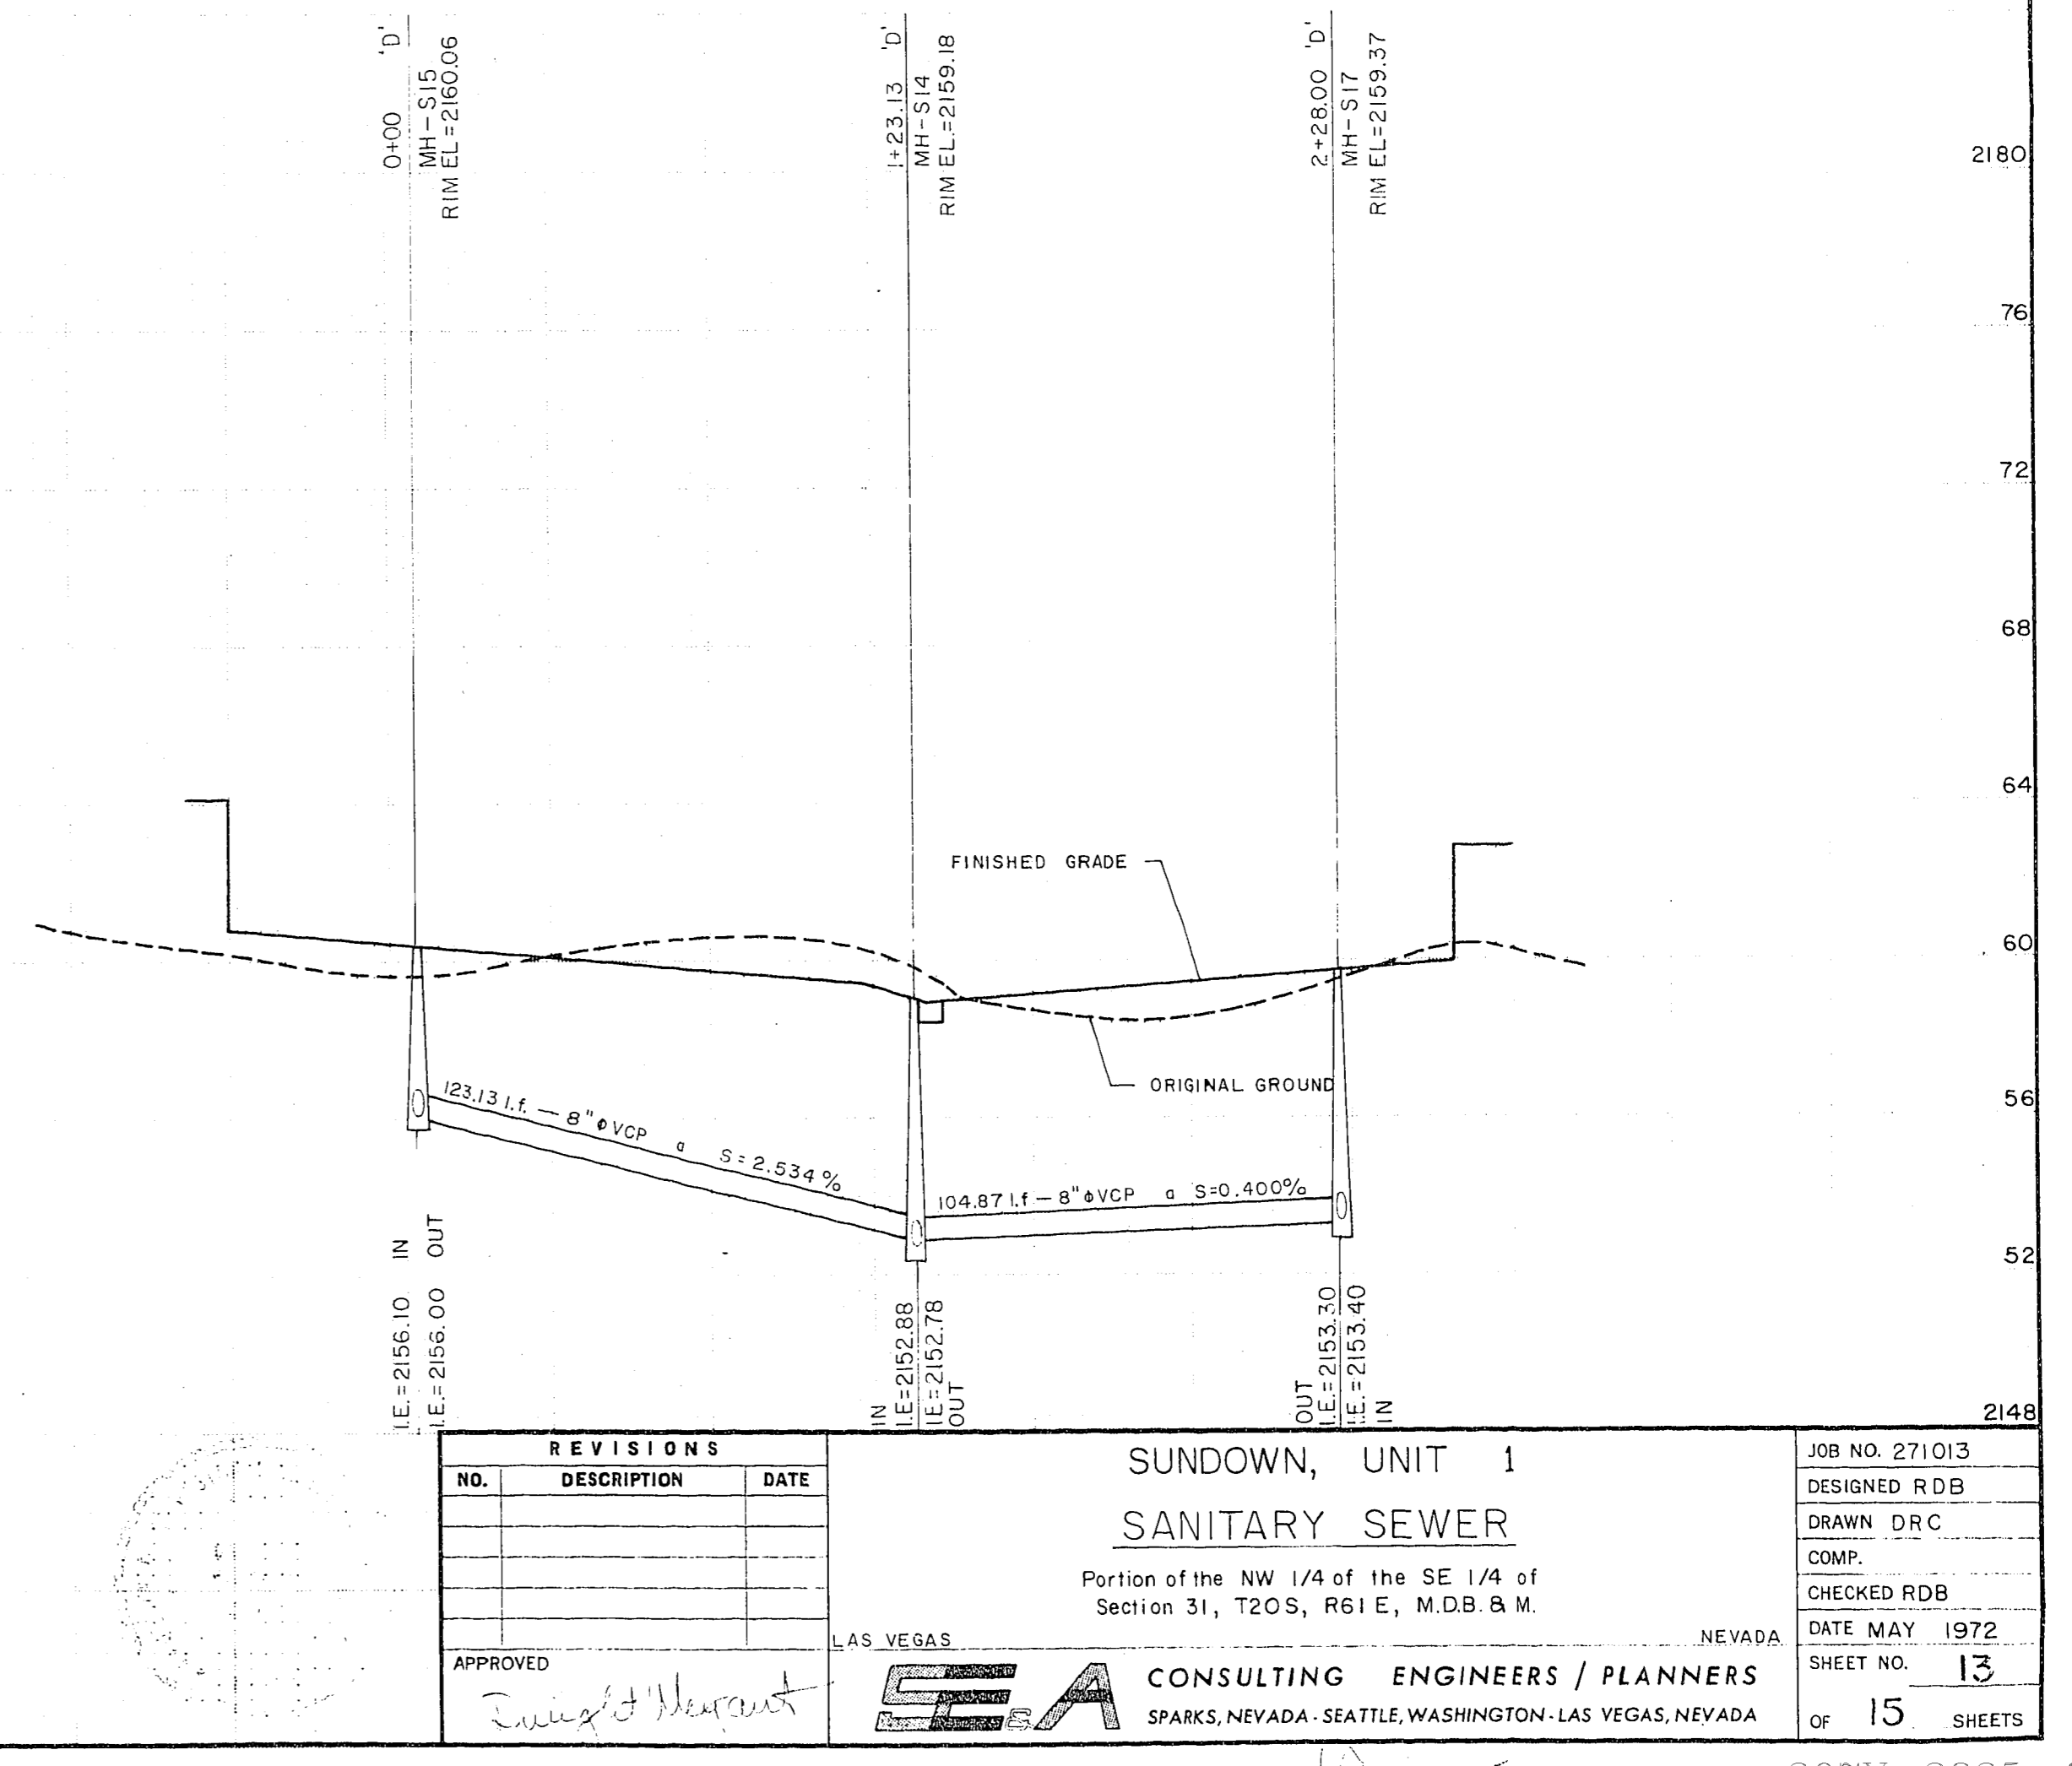 0+00 'D'
MH-S15
RIM EL=2160.06
1+23.13 'D'
MH-S14
RIM EL.=2159.18
2+28.00 'D'
MH-S17
RIM EL=2159.37
2180
76
72
68
64
FINISHED GRADE
60
ORIGINAL GROUND
56
123.13 l.f. — 8" φ VCP a S=2.534%
104.87 l.f. — 8" φ VCP a S=0.400%
52
I.E.=2156.10 IN
I.E.=2156.00 OUT
IN
I.E=2152.88
IE=2152.78
OUT
OUT
I.E.=2153.30
I.E.=2153.40
IN
2148
REVISIONS
NO. DESCRIPTION DATE
APPROVED
SUNDOWN, UNIT 1
SANITARY SEWER
Portion of the NW 1/4 of the SE 1/4 of
Section 31, T20S, R61E, M.D.B. & M.
LAS VEGAS NEVADA
SE&A
CONSULTING ENGINEERS / PLANNERS
SPARKS, NEVADA - SEATTLE, WASHINGTON - LAS VEGAS, NEVADA
JOB NO. 271013
DESIGNED RDB
DRAWN DRC
COMP.
CHECKED RDB
DATE MAY 1972
SHEET NO. 13
OF 15 SHEETS